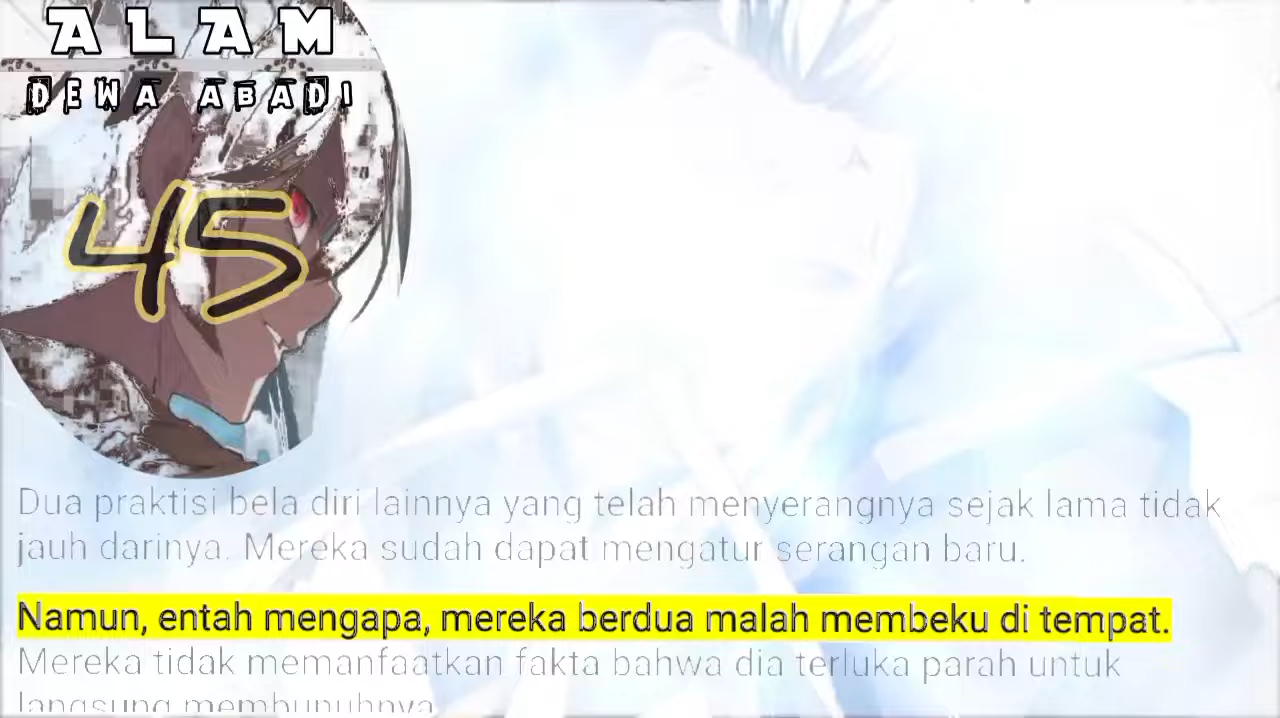 ALAM
DEWA ABADI
45
Dua praktisi bela diri lainnya yang telah menyerangnya sejak lama tidak
jauh darinya. Mereka sudah dapat mengatur serangan baru.
Namun, entah mengapa, mereka berdua malah membeku di tempat.
Mereka tidak memanfaatkan fakta bahwa dia terluka parah untuk
langsung membunuhnya